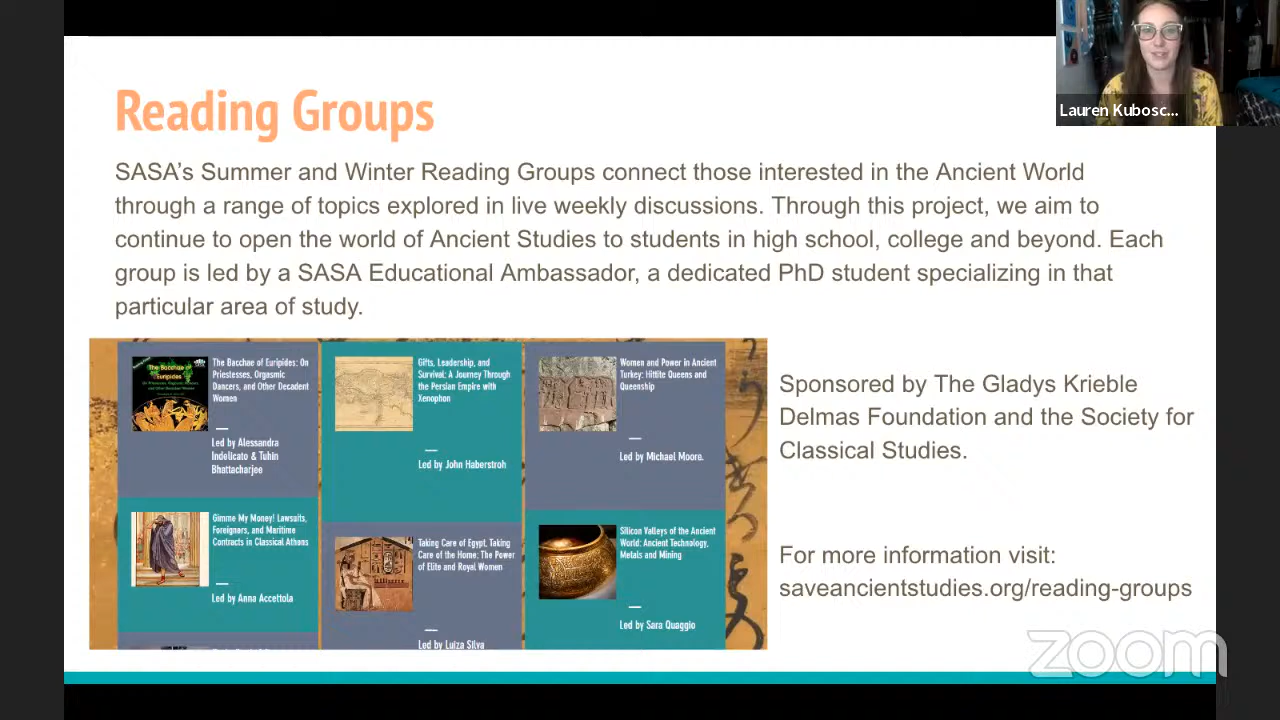 Lauren Kubosc...
Reading Groups
SASA's Summer and Winter Reading Groups connect those interested in the Ancient World
through a range of topics explored in live weekly discussions. Through this project, we aim to
continue to open the world of Ancient Studies to students in high school, college and beyond. Each
group is led by a SASA Educational Ambassador, a dedicated PhD student specializing in that
particular area of study.
The Bacchae of Euripides: On
Priestesses, Orgasmic
Dancers, and Other Decadent
Women
Led by Alessandra
Indelicato & Tuhin
Bhattacharjee
Gifts, Leadership, and
Survival: A Journey Through
the Persian Empire with
Xenophon
Led by John Haberstroh
Women and Power in Ancient
Turkey: Hittite Queens and
Queenship
Led by Michael Moore.
Gimme My Money! Lawsuits,
Foreigners, and Maritime
Contracts in Classical Athens
Led by Anna Accettola
Taking Care of Egypt, Taking
Care of the Home: The Power
of Elite and Royal Women
Led by Luiza Silva
Silicon Valleys of the Ancient
World: Ancient Technology,
Metals and Mining
Led by Sara Quaggio
The Bacchae of
Euripides
Sponsored by The Gladys Krieble
Delmas Foundation and the Society for
Classical Studies.
For more information visit:
saveancientstudies.org/reading-groups
zoom